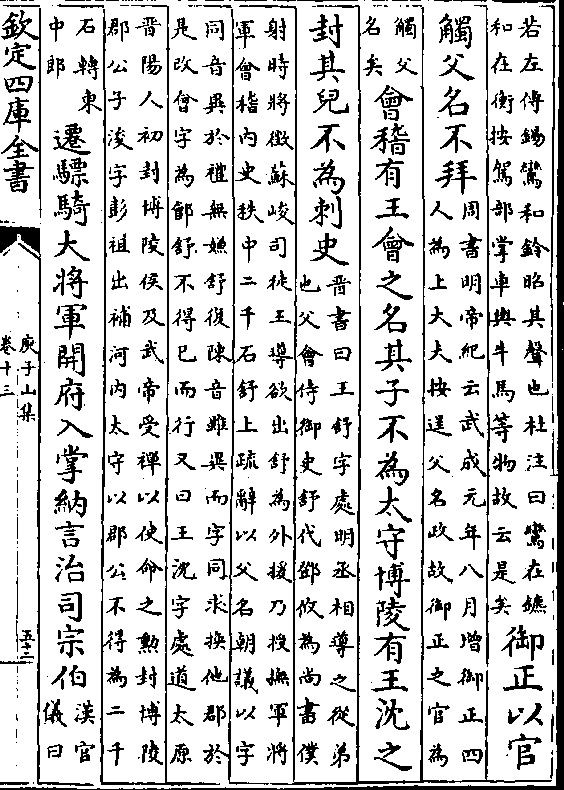 若左傅錫鸞和鈴昭其聲也杜注曰鸞在鑣
和在衡按駕部掌車輿牛馬等物故云是矣
御正以官
觸父名不拜
周書明帝紀云武成元年八月增御正四
人為上大夫按逞父名政故御正之官為
觸父
名矣
會稽有王會之名其子不為太守博陵有王沈之
封其兒不為刺史
晋書曰王舒字處明丞相導之從弟
也父會侍御史舒代鄧攸為尚書僕
射時將徴蘇峻司徒王導欲出舒為外援乃授撫軍將
軍會稽內史秩中二千石舒上疏辭以父名朝議以字
同音異於禮無嫌舒復陳音雖異而字同求換他郡於
是改會字為鄶舒不得已而行又曰王沈字處道太原
晋陽人初封博陵侯及武帝受禪以使命之勲封博陵
郡公子浚字彭祖出補河內太守以郡公不得為二千
石轉東
中郎
遷驃騎大將軍開府入掌納言治司宗伯
漢官
儀曰
欽定四庫全書
庾子山集
卷十三
五十三